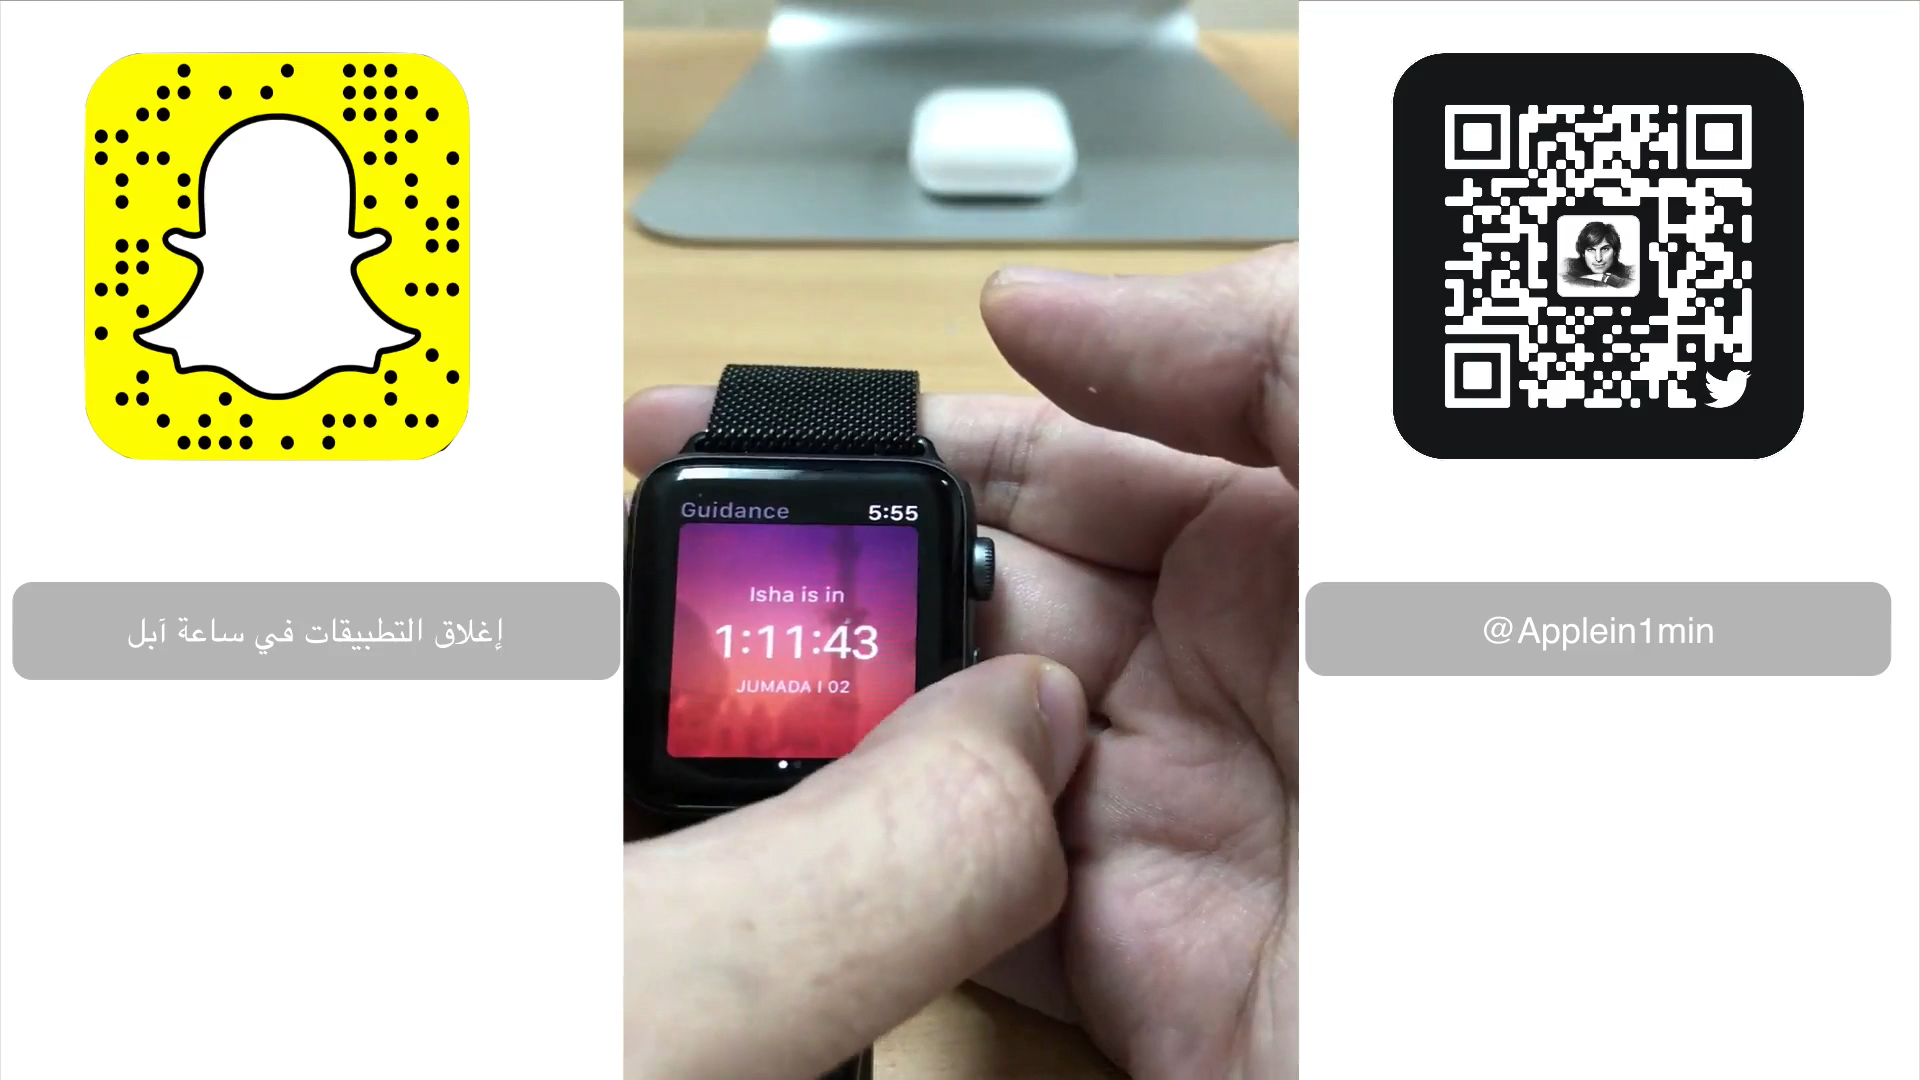 إغلاق التطبيقات في ساعة آبل
Guidance
5:55
Isha is in
1:11:43
JUMADA I 02
@Applein1min